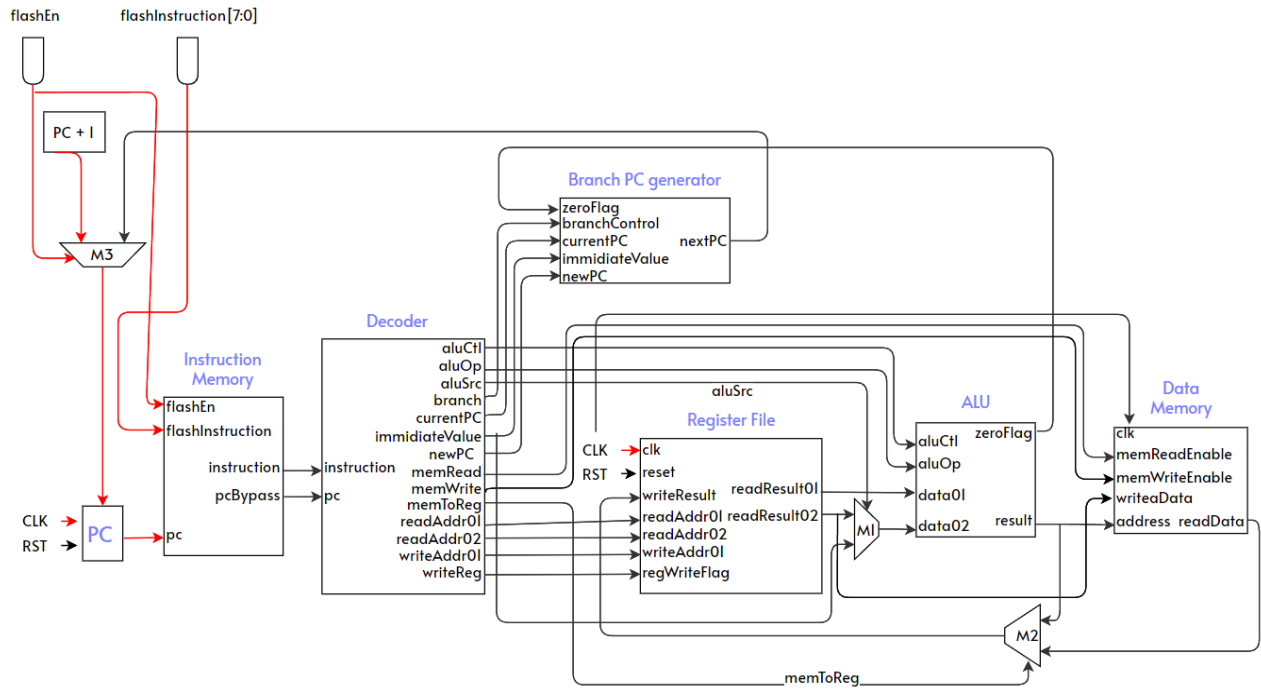 flashEn
flashInstruction[7:0]
PC + 1
M3
Branch PC generator
zeroFlag
branchControl
currentPC
immidiateValue
newPC
nextPC
Instruction
Memory
flashEn
flashInstruction
instruction
pcBypass
pc
CLK
RST
PC
Decoder
instruction
pc
aluCtl
aluOp
aluSrc
branch
currentPC
immidiateValue
newPC
memRead
memWrite
memToReg
readAddr01
readAddr02
writeAddr01
writeReg
aluSrc
Register File
CLK
RST
clk
reset
writeResult
readAddr01
readAddr02
writeAddr01
regWriteFlag
readResult01
readResult02
M1
ALU
zeroFlag
aluCtl
aluOp
data01
data02
result
Data
Memory
clk
memReadEnable
memWriteEnable
writeaData
address readData
M2
memToReg